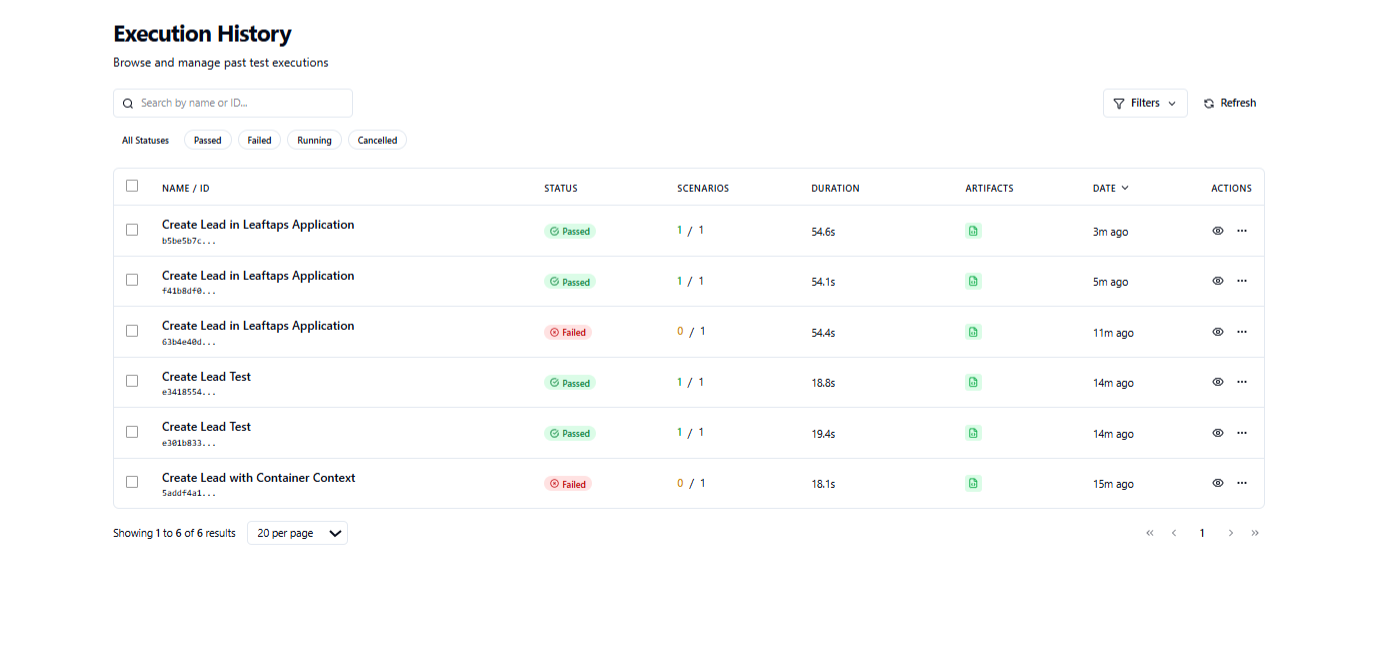 Execution History
Browse and manage past test executions
Search by name or ID...
Filters
Refresh
All Statuses Passed Failed Running Cancelled
NAME / ID STATUS SCENARIOS DURATION ARTIFACTS DATE ACTIONS
Create Lead in Leaftaps Application
b5be5b7c...
Passed 1 / 1 54.6s 3m ago
Create Lead in Leaftaps Application
f41b8df0...
Passed 1 / 1 54.1s 5m ago
Create Lead in Leaftaps Application
63b4e40d...
Failed 0 / 1 54.4s 11m ago
Create Lead Test
e3418554...
Passed 1 / 1 18.8s 14m ago
Create Lead Test
e301b833...
Passed 1 / 1 19.4s 14m ago
Create Lead with Container Context
5addf4a1...
Failed 0 / 1 18.1s 15m ago
Showing 1 to 6 of 6 results 20 per page « ‹ 1 › »